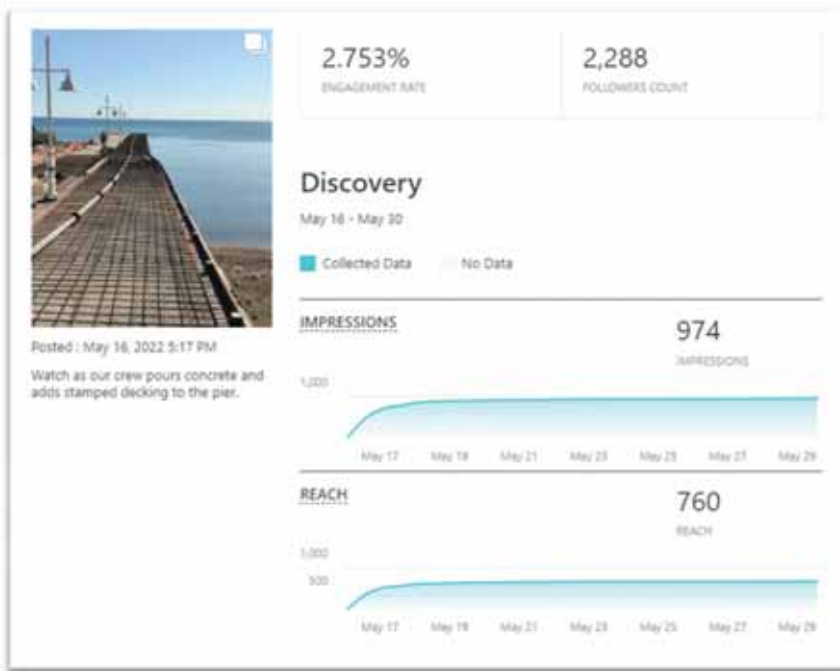 2.753%
ENGAGEMENT RATE
2,288
FOLLOWERS COUNT
Discovery
May 16 - May 30
Collected Data
No Data
IMPRESSIONS
974
IMPRESSIONS
1,000
May 17 May 19 May 21 May 23 May 25 May 27 May 29
REACH
760
REACH
1,000
500
May 17 May 19 May 21 May 23 May 25 May 27 May 29
Posted : May 16, 2022 5:17 PM
Watch as our crew pours concrete and
adds stamped decking to the pier.